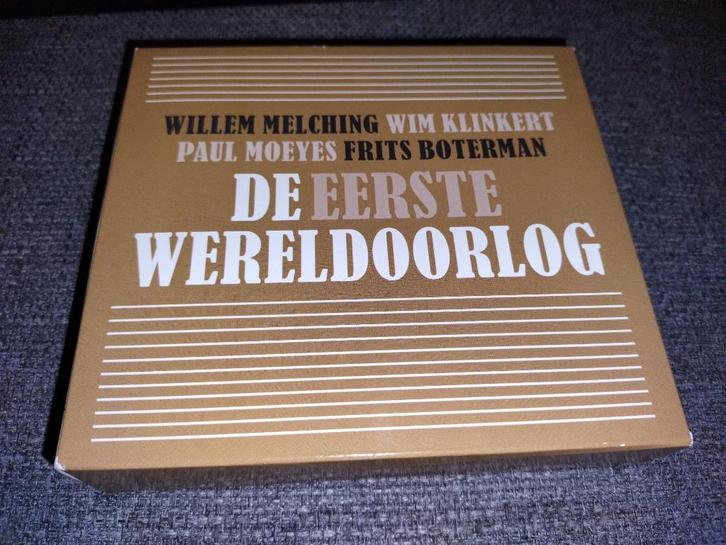 WILLEM MELCHING WIM KLINKERT
PAUL MOEYES FRITS BOTERMAN
DE EERSTE
WERELDOORLOG